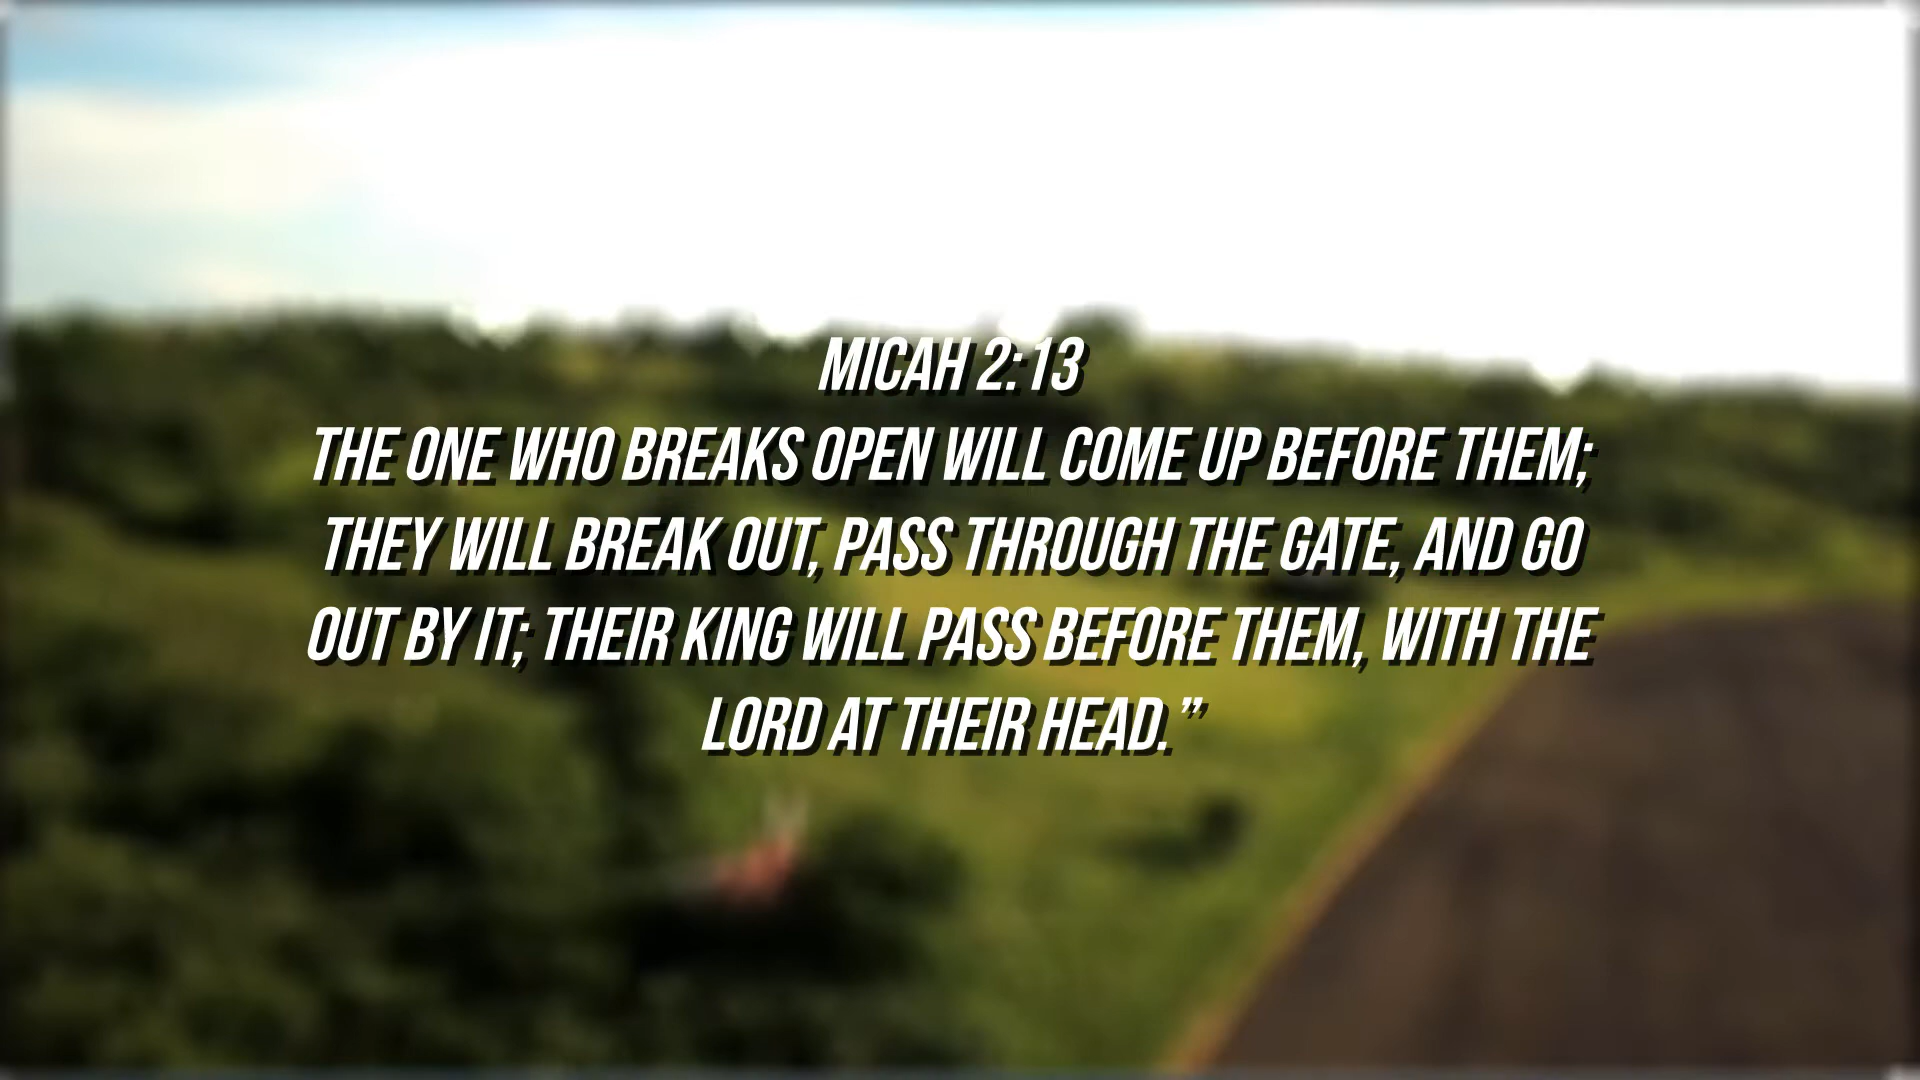 MICAH 2:13
THE ONE WHO BREAKS OPEN WILL COME UP BEFORE THEM;
THEY WILL BREAK OUT, PASS THROUGH THE GATE, AND GO
OUT BY IT; THEIR KING WILL PASS BEFORE THEM, WITH THE
LORD AT THEIR HEAD.”